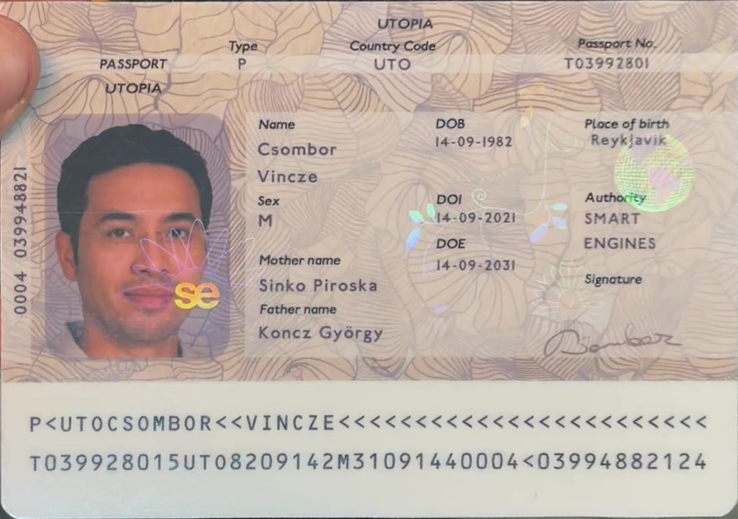 UTOPIA
Type
Country Code
Passport No.
PASSPORT
P
UTO
T03992801
UTOPIA
Name
DOB
Place of birth
Csombor
14-09-1982
Reykjavik
Vincze
Sex
DOI
Authority
M
14-09-2021
SMART
DOE
ENGINES
Mother name
14-09-2031
Sinko Piroska
Signature
Father name
Koncz György
se
0004 039948821
P<UTOCSOMBOR<<VINCZE<<<<<<<<<<<<<<<<<<<<<<<<
T039928015UTO8209142M31091440004<03994882124